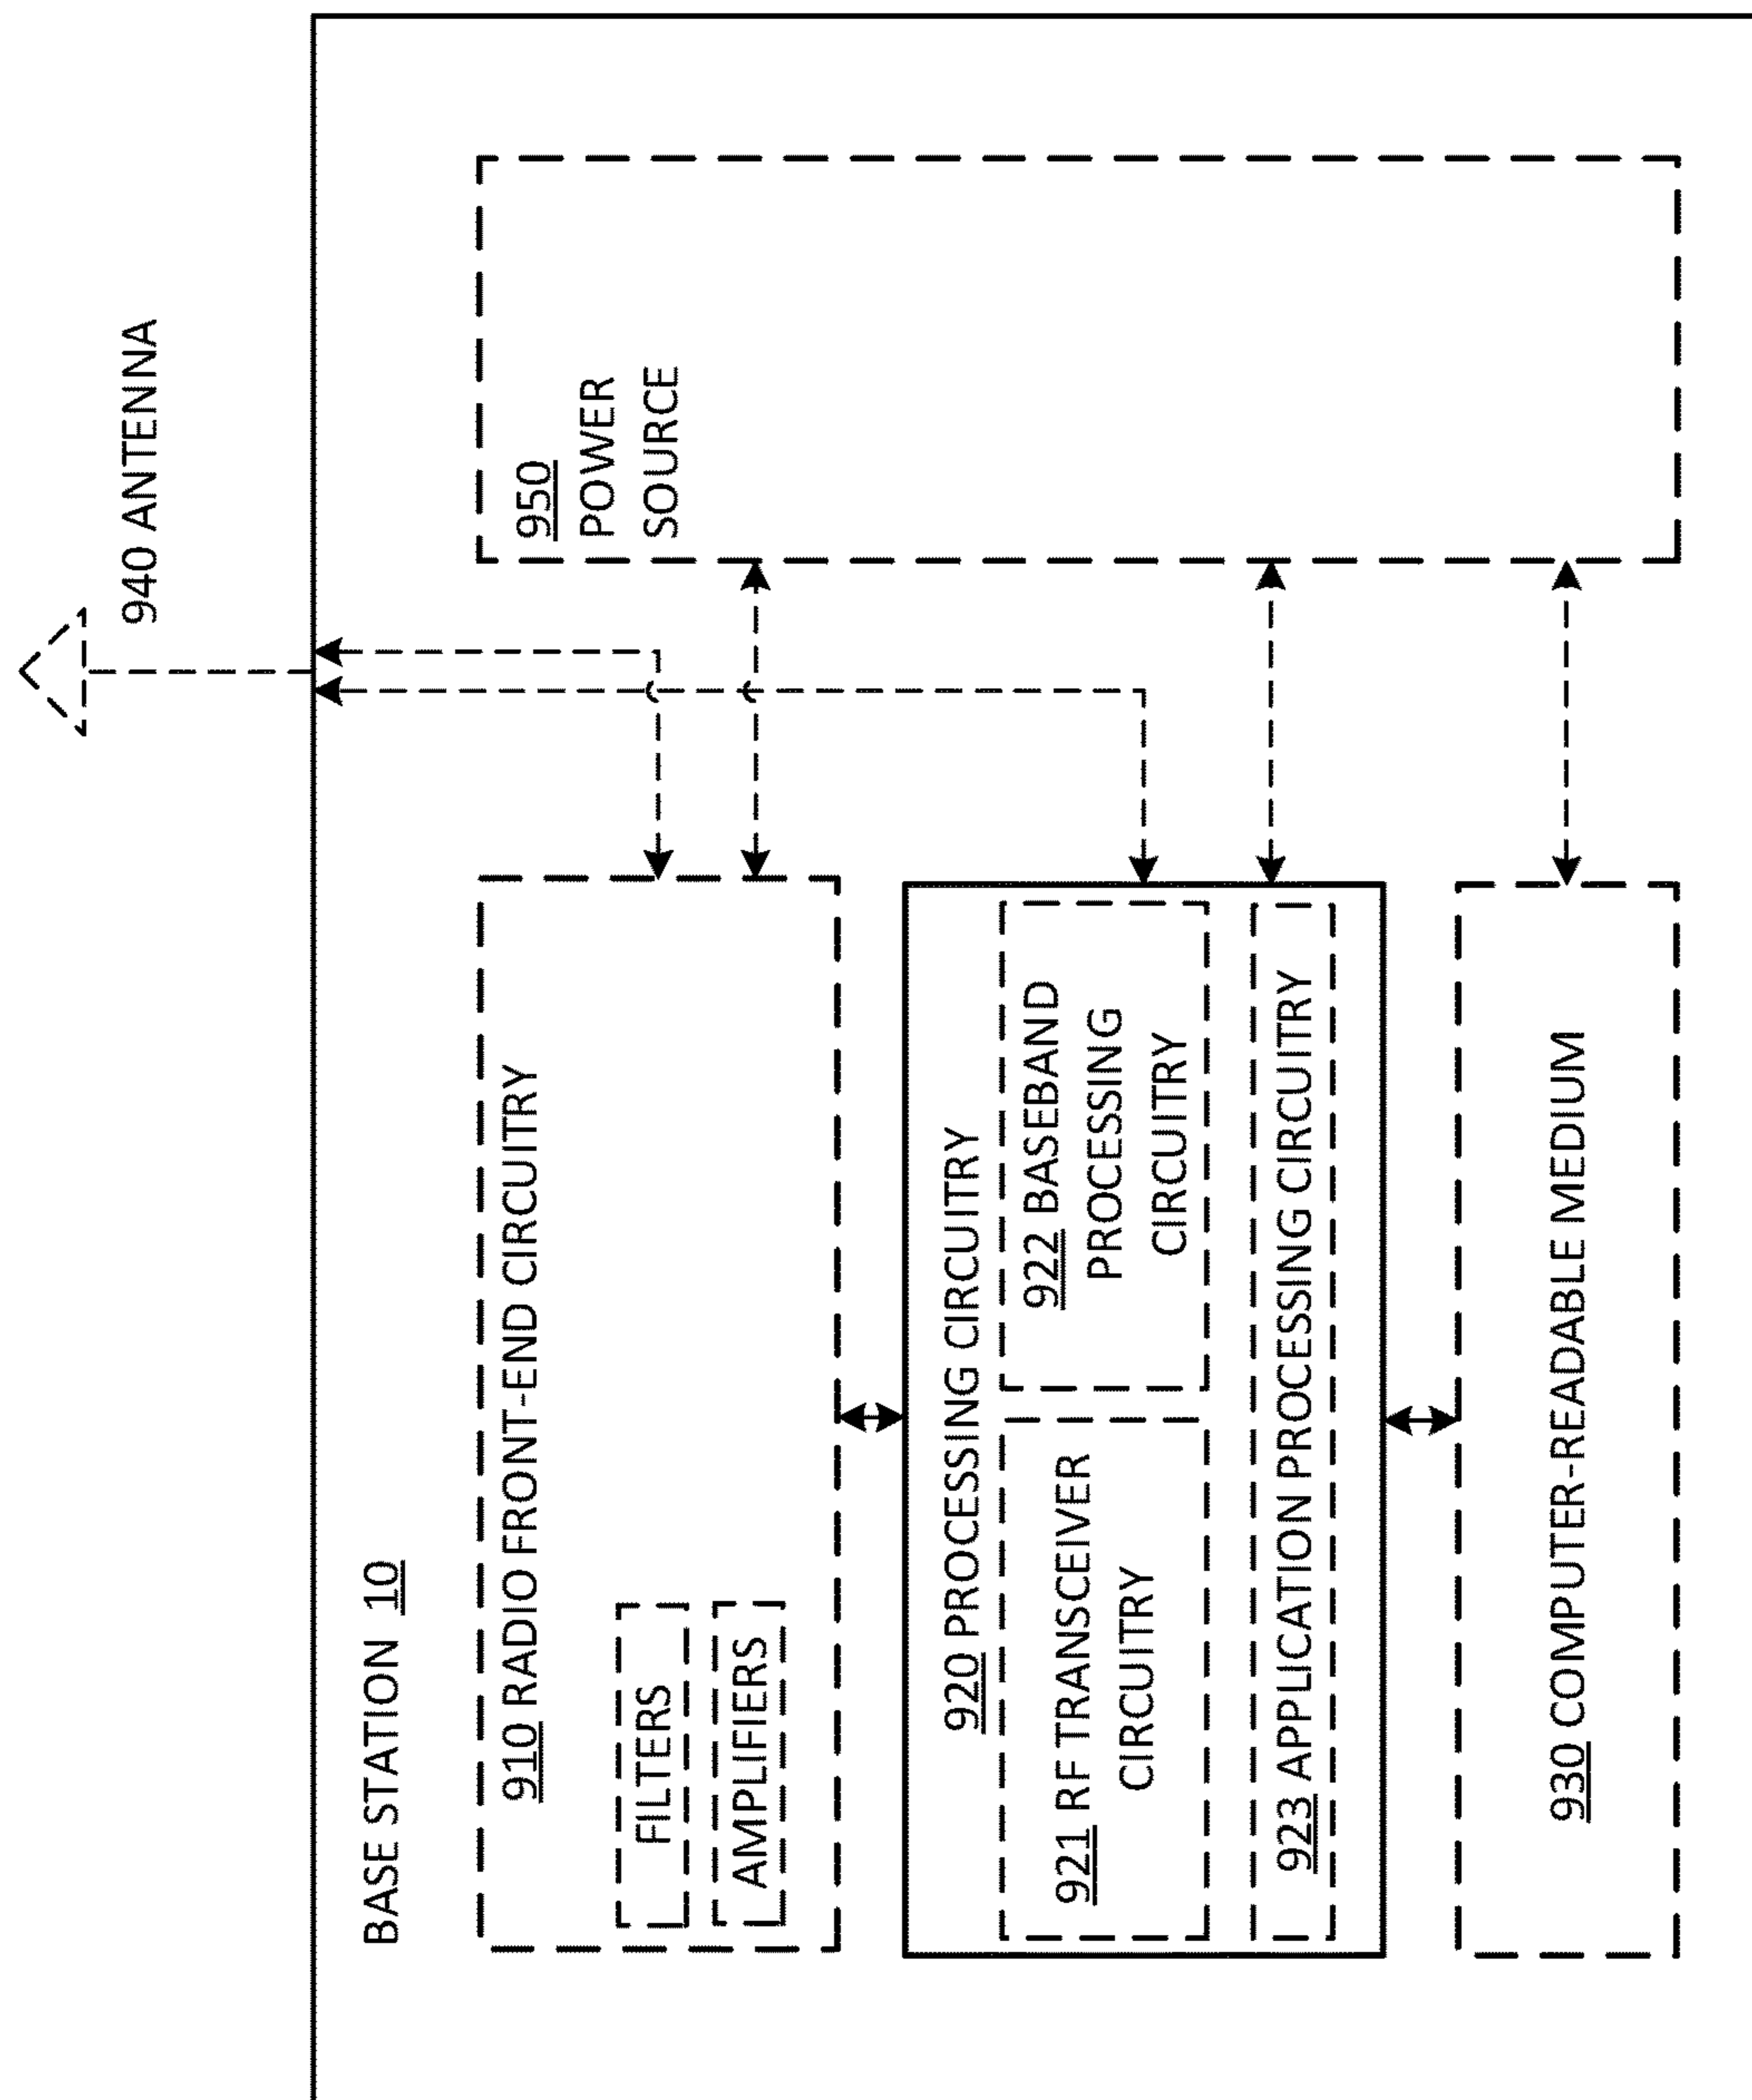 940 ANTENNA
BASE STATION 10
910 RADIO FRONT-END CIRCUITRY
FILTERS
AMPLIFIERS
920 PROCESSING CIRCUITRY
921 RF TRANSCEIVER
CIRCUITRY
922 BASEBAND
PROCESSING
CIRCUITRY
923 APPLICATION PROCESSING CIRCUITRY
930 COMPUTER-READABLE MEDIUM
950
POWER
SOURCE